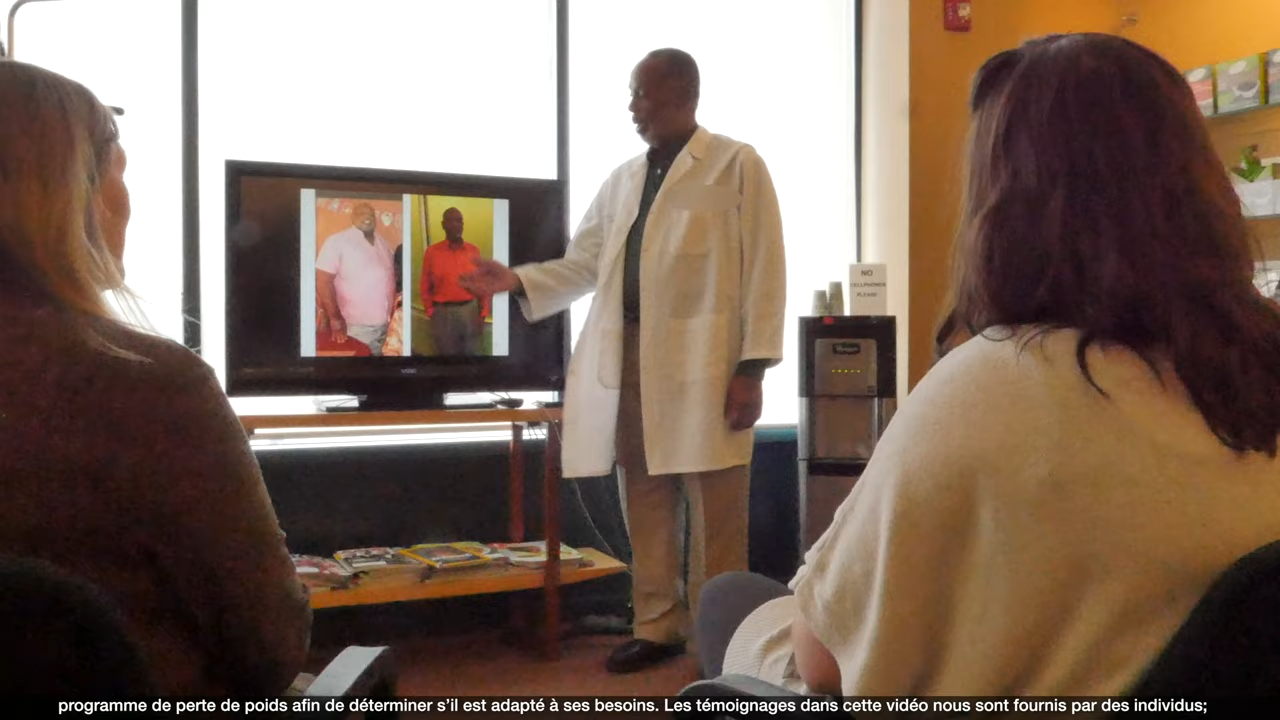 NO
CELLPHONES
PLEASE
programme de perte de poids afin de déterminer s’il est adapté à ses besoins. Les témoignages dans cette vidéo nous sont fournis par des individus;